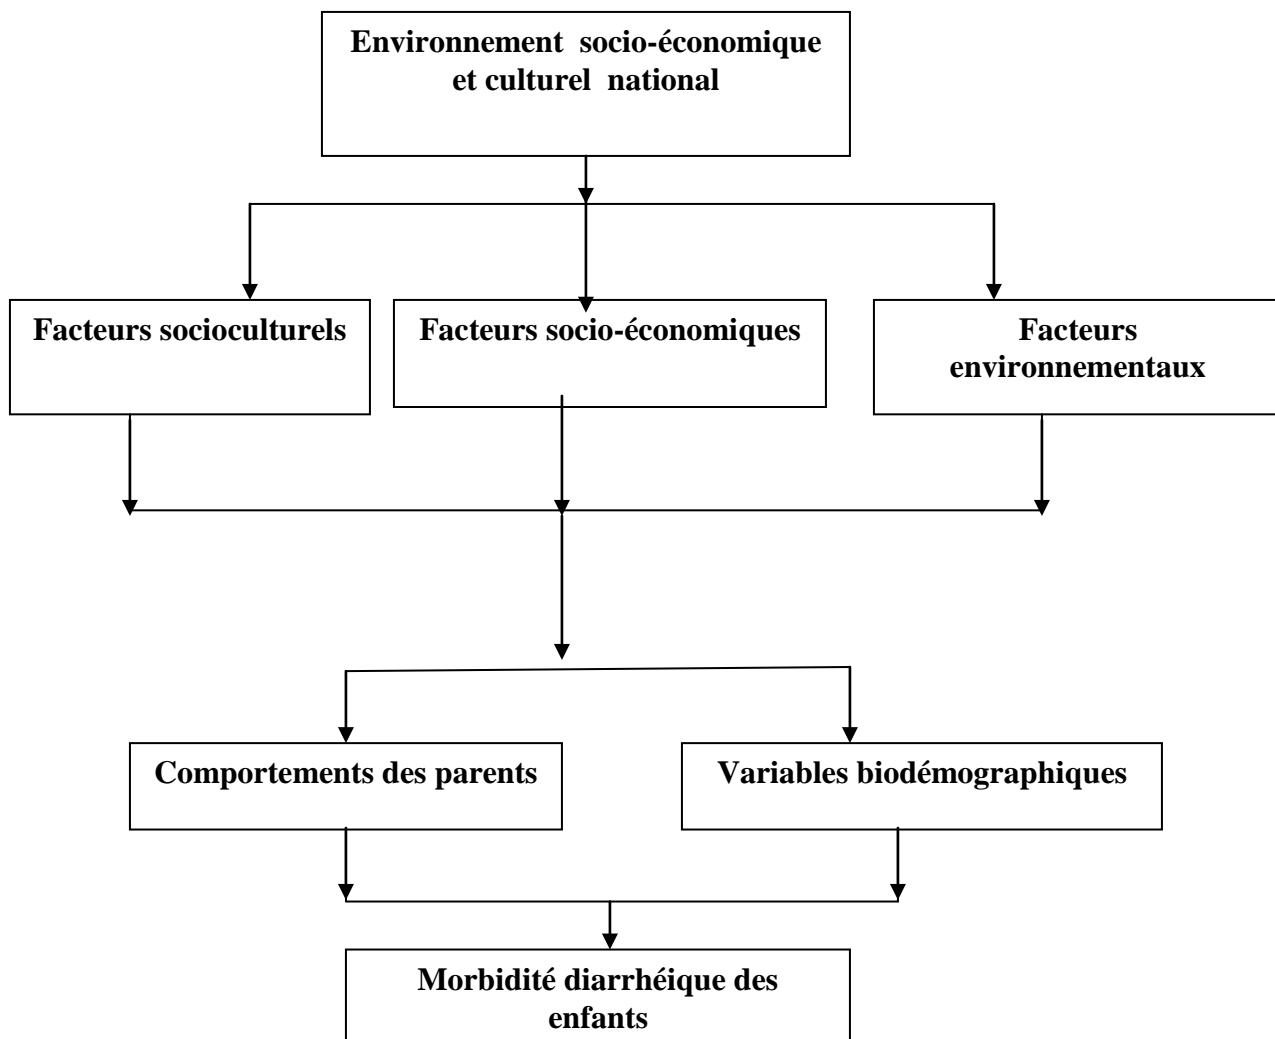 Environnement socio-économique
et culturel national
Facteurs socioculturels
Facteurs socio-économiques
Facteurs
environnementaux
Comportements des parents
Variables biodémographiques
Morbidité diarrhéique des
enfants